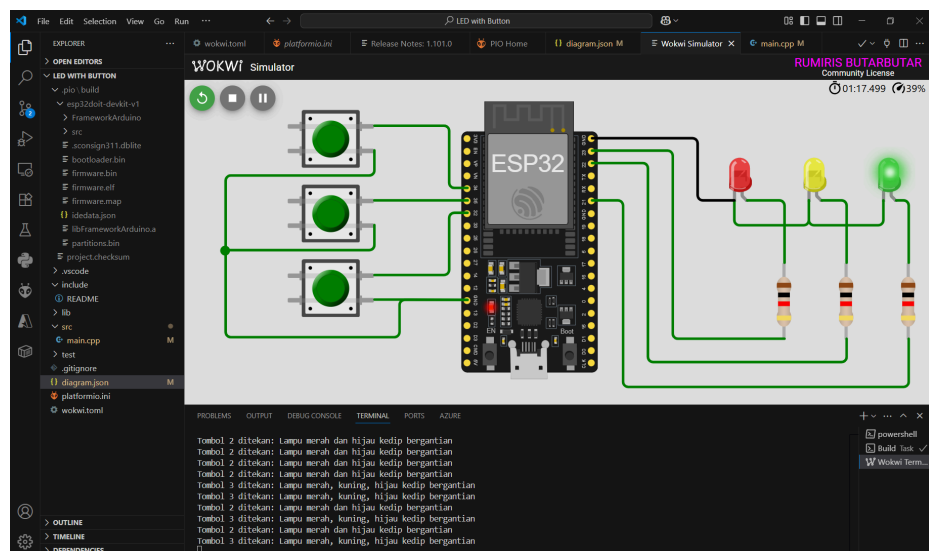 File Edit Selection View Go Run ··· LED with Button
EXPLORER ···
wokwi.toml platformio.ini Release Notes: 1.101.0 PIO Home diagram.json M Wokwi Simulator main.cpp M
OPEN EDITORS
LED WITH BUTTON
.pio \ build
esp32doit-devkit-v1
FrameworkArduino
src
.sconsign311.dblite
bootloader.bin
firmware.bin
firmware.elf
firmware.map
idedata.json
libFrameworkArduino.a
partitions.bin
project.checksum
.vscode
include
README
lib
src
main.cpp M
test
.gitignore
diagram.json M
platformio.ini
wokwi.toml
OUTLINE
TIMELINE
DEPENDENCIES
WOKWI Simulator
RUMIRIS BUTARBUTAR
Community License
01:17.499 39%
ESP32
EN Boot
PROBLEMS OUTPUT DEBUG CONSOLE TERMINAL PORTS AZURE
Tombol 2 ditekan: Lampu merah dan hijau kedip bergantian
Tombol 2 ditekan: Lampu merah dan hijau kedip bergantian
Tombol 2 ditekan: Lampu merah dan hijau kedip bergantian
Tombol 2 ditekan: Lampu merah dan hijau kedip bergantian
Tombol 3 ditekan: Lampu merah, kuning, hijau kedip bergantian
Tombol 3 ditekan: Lampu merah, kuning, hijau kedip bergantian
Tombol 2 ditekan: Lampu merah dan hijau kedip bergantian
Tombol 3 ditekan: Lampu merah, kuning, hijau kedip bergantian
Tombol 2 ditekan: Lampu merah dan hijau kedip bergantian
Tombol 3 ditekan: Lampu merah, kuning, hijau kedip bergantian
powershell
Build Task
Wokwi Term...